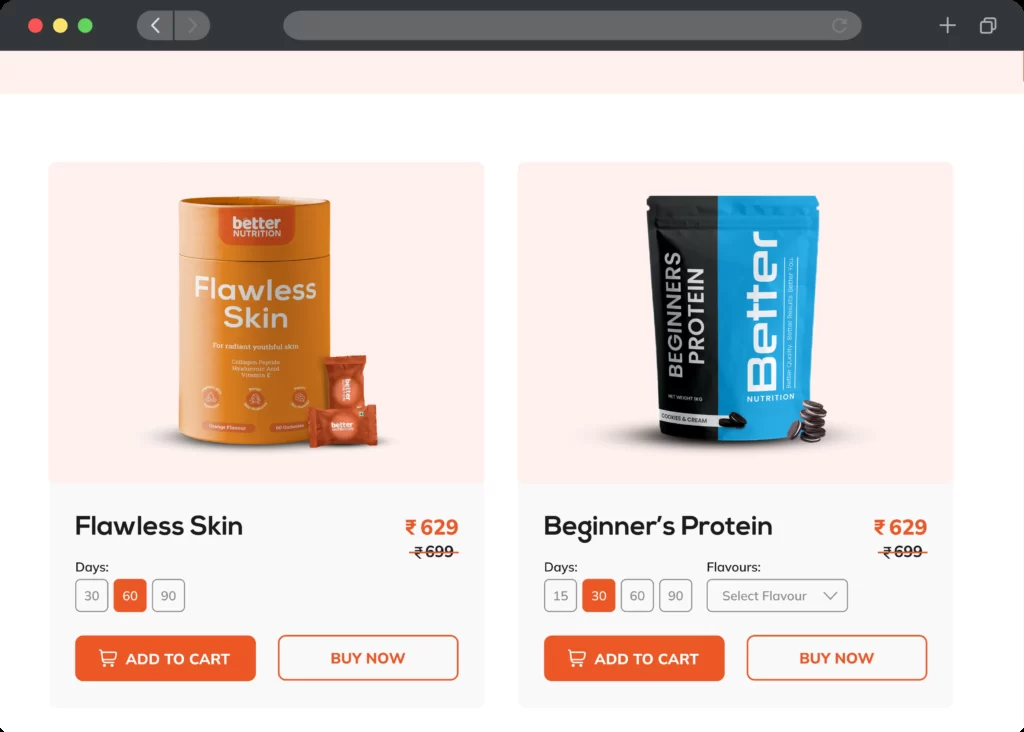 better
NUTRITION
Flawless
Skin
For radiant youthful skin
Collagen Peptide
Hyaluronic Acid
Vitamin E
Orange Flavour
better
better
NUTRITION
BEGINNERS
PROTEIN
NET WEIGHT 1KG
COOKIES & CREAM
Better
NUTRITION
Better Quality. Better Results. Better You.
Flawless Skin
₹ 629
₹ 699
Days:
30 60 90
ADD TO CART
BUY NOW
Beginner's Protein
₹ 629
₹ 699
Days:
Flavours:
15 30 60 90
Select Flavour
ADD TO CART
BUY NOW